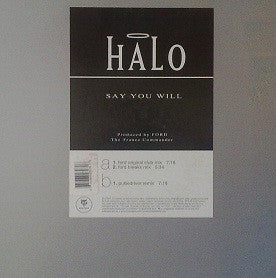 HALO
SAY YOU WILL
Produced by FORD
The Trance Commander
a
1. ford original club mix 7:16
2. ford breaks mix 5:34
b
1. pulsedriver remix 7:16